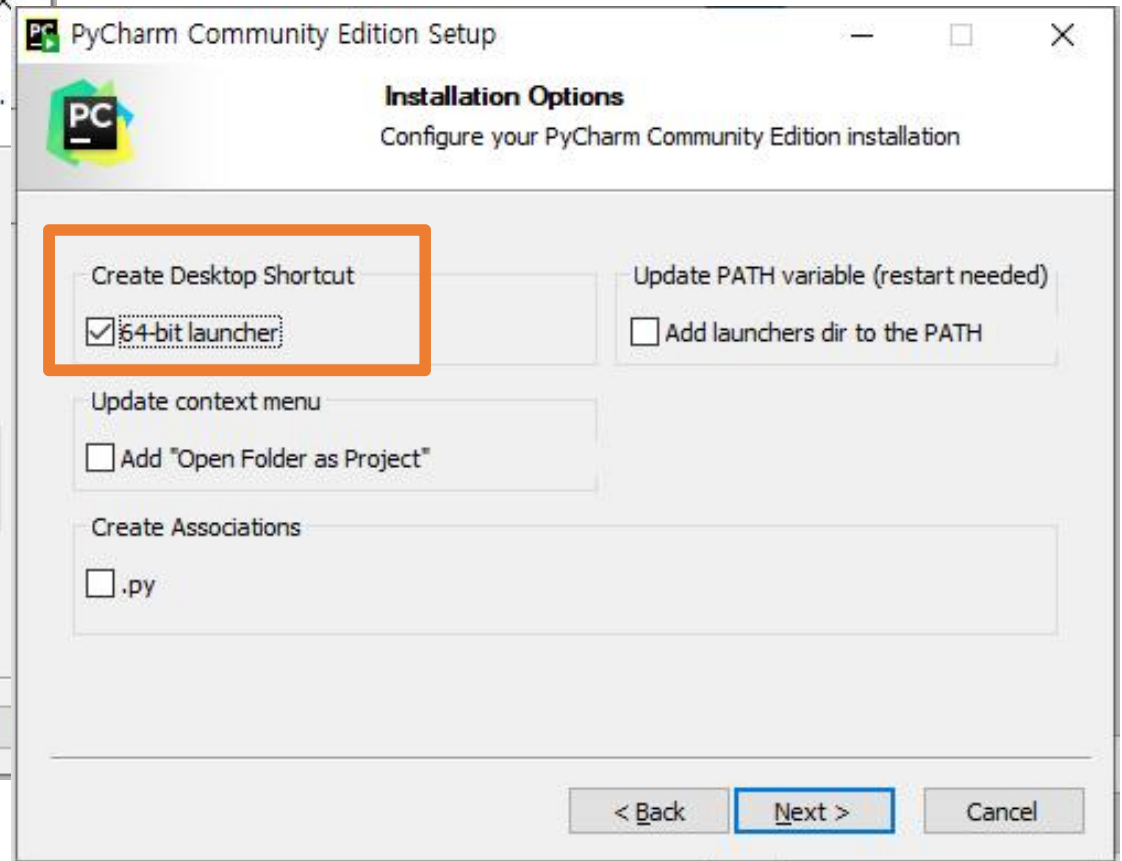 PyCharm Community Edition Setup
PC
Installation Options
Configure your PyCharm Community Edition installation
Create Desktop Shortcut
64-bit launcher
Update PATH variable (restart needed)
Add launchers dir to the PATH
Update context menu
Add "Open Folder as Project"
Create Associations
.py
< Back
Next >
Cancel